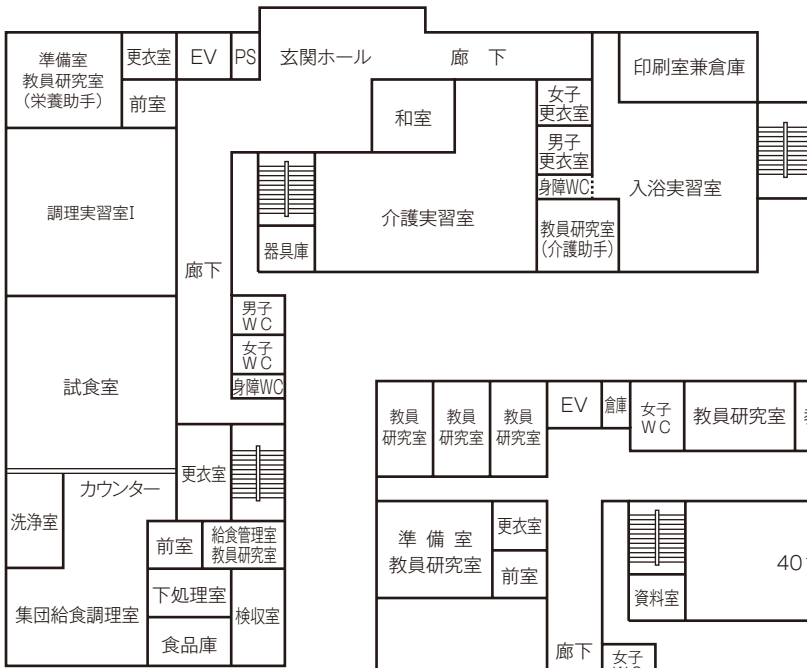 準備室
教員研究室
（栄養助手）
更衣室
前室
EV
PS
玄関ホール
廊 下
印刷室兼倉庫
和室
女子
更衣室
男子
更衣室
身障WC
入浴実習室
調理実習室Ⅰ
介護実習室
教員研究室
（介護助手）
器具庫
廊下
男子
WC
女子
WC
身障WC
試食室
更衣室
カウンター
洗浄室
前室
給食管理室
教員研究室
集団給食調理室
下処理室
検収室
食品庫
教員
研究室
教員
研究室
教員
研究室
EV
倉庫
女子
WC
教員研究室
準 備 室
教員研究室
更衣室
前室
資料室
40
廊下
女子